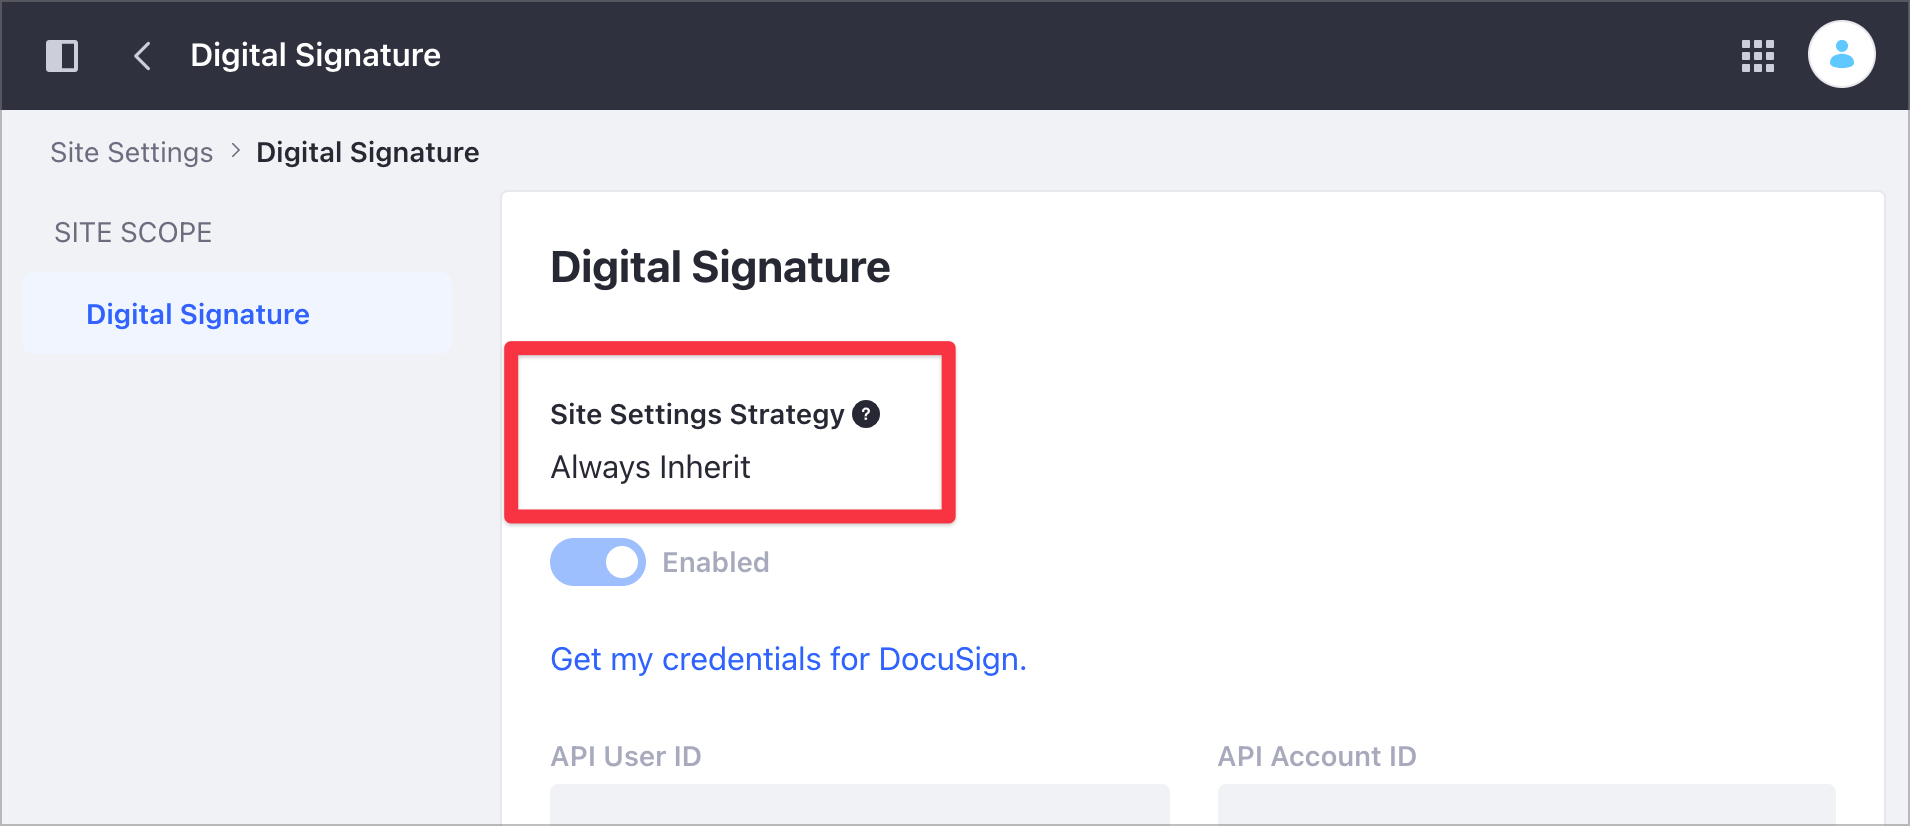 Digital Signature
Site Settings > Digital Signature
SITE SCOPE
Digital Signature
Digital Signature
Site Settings Strategy ?
Always Inherit
Enabled
Get my credentials for DocuSign.
API User ID
API Account ID